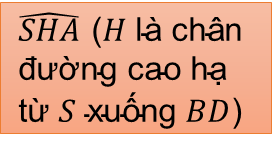 $\widehat{SHA}$ (H là chân
đường cao hạ
từ S xuống BD)